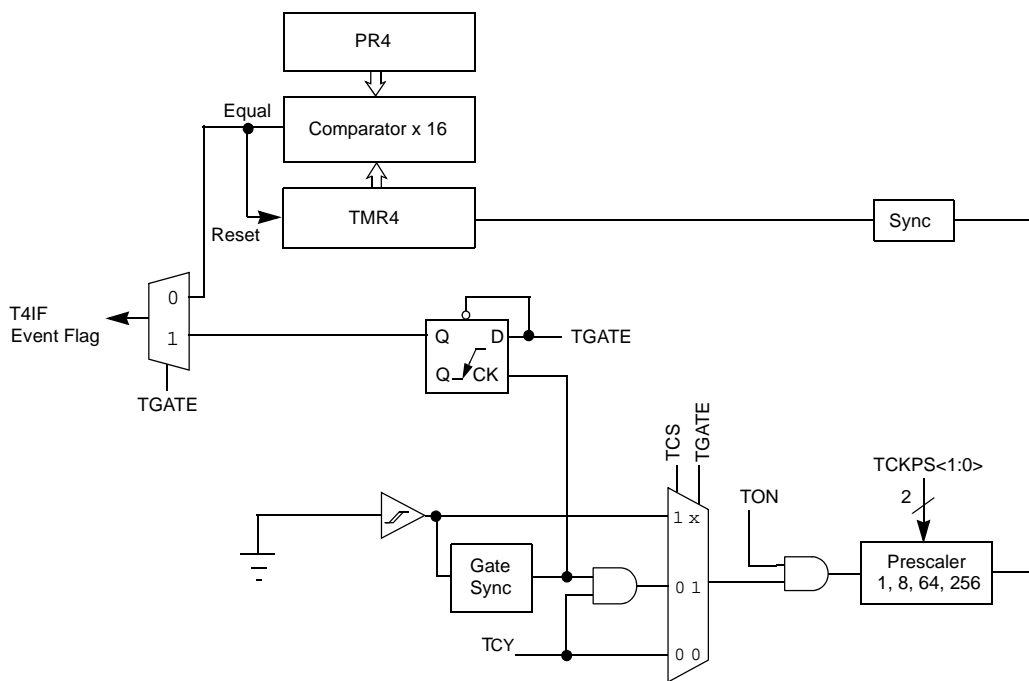 PR4
Equal
Comparator x 16
TMR4
Reset
Sync
0
1
T4IF
Event Flag
TGATE
Q
D
Q
CK
TGATE
TCS
TGATE
TCKPS<1:0>
2
TON
1 x
Gate
Sync
0 1
Prescaler
1, 8, 64, 256
TCY
0 0